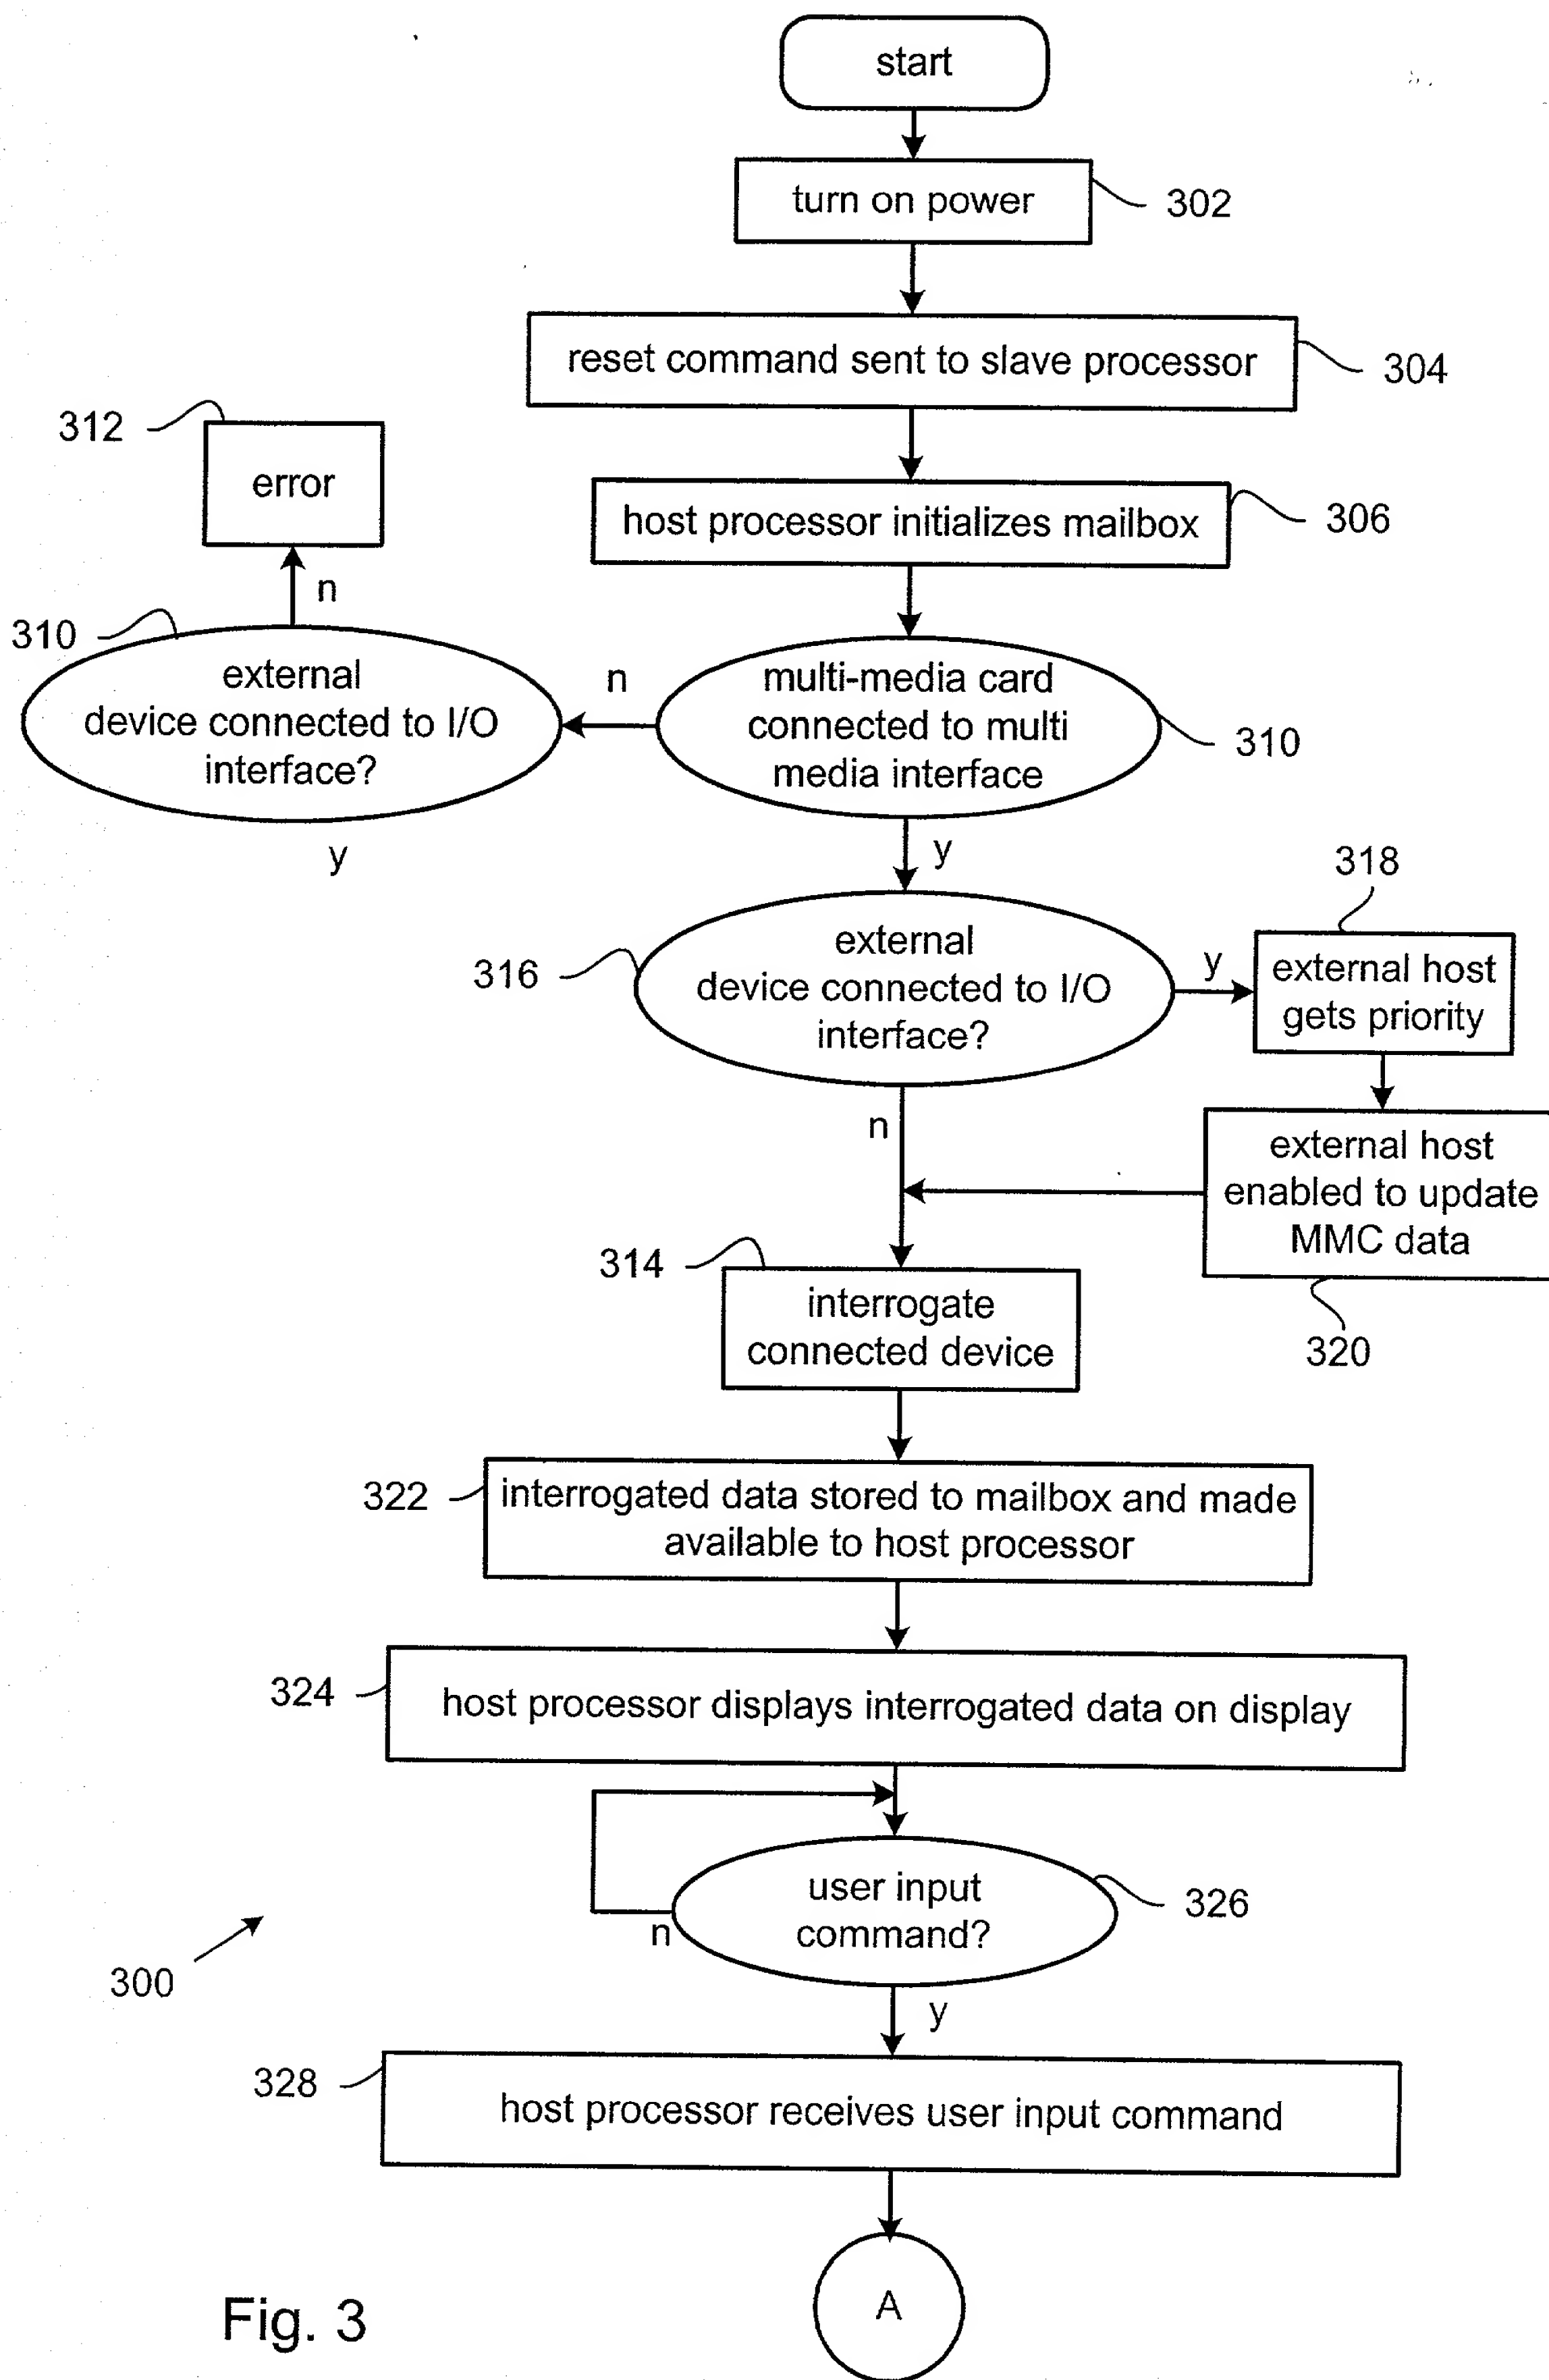 start
turn on power
302
reset command sent to slave processor
304
312
error
host processor initializes mailbox
306
n
310
external
device connected to I/O
interface?
n
multi-media card
connected to multi
media interface
310
y
y
318
316
external
device connected to I/O
interface?
y
external host
gets priority
n
external host
enabled to update
MMC data
314
interrogate
connected device
320
322
interrogated data stored to mailbox and made
available to host processor
324
host processor displays interrogated data on display
user input
command?
326
n
300
y
328
host processor receives user input command
A
Fig. 3